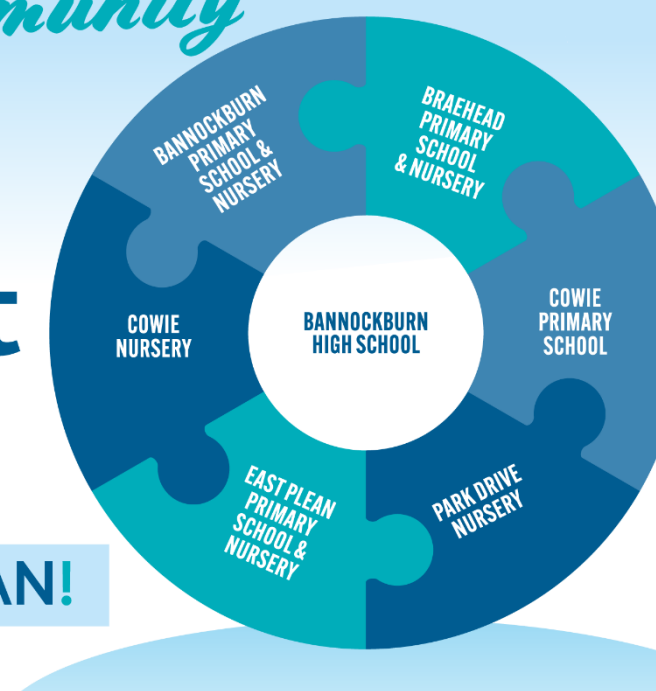 BANNOCKBURN
PRIMARY
SCHOOL &
NURSERY
BRAEHEAD
PRIMARY
SCHOOL
& NURSERY
COWIE
NURSERY
BANNOCKBURN
HIGH SCHOOL
COWIE
PRIMARY
SCHOOL
EAST PLEAN
PRIMARY
SCHOOL &
NURSERY
PARK DRIVE
NURSERY